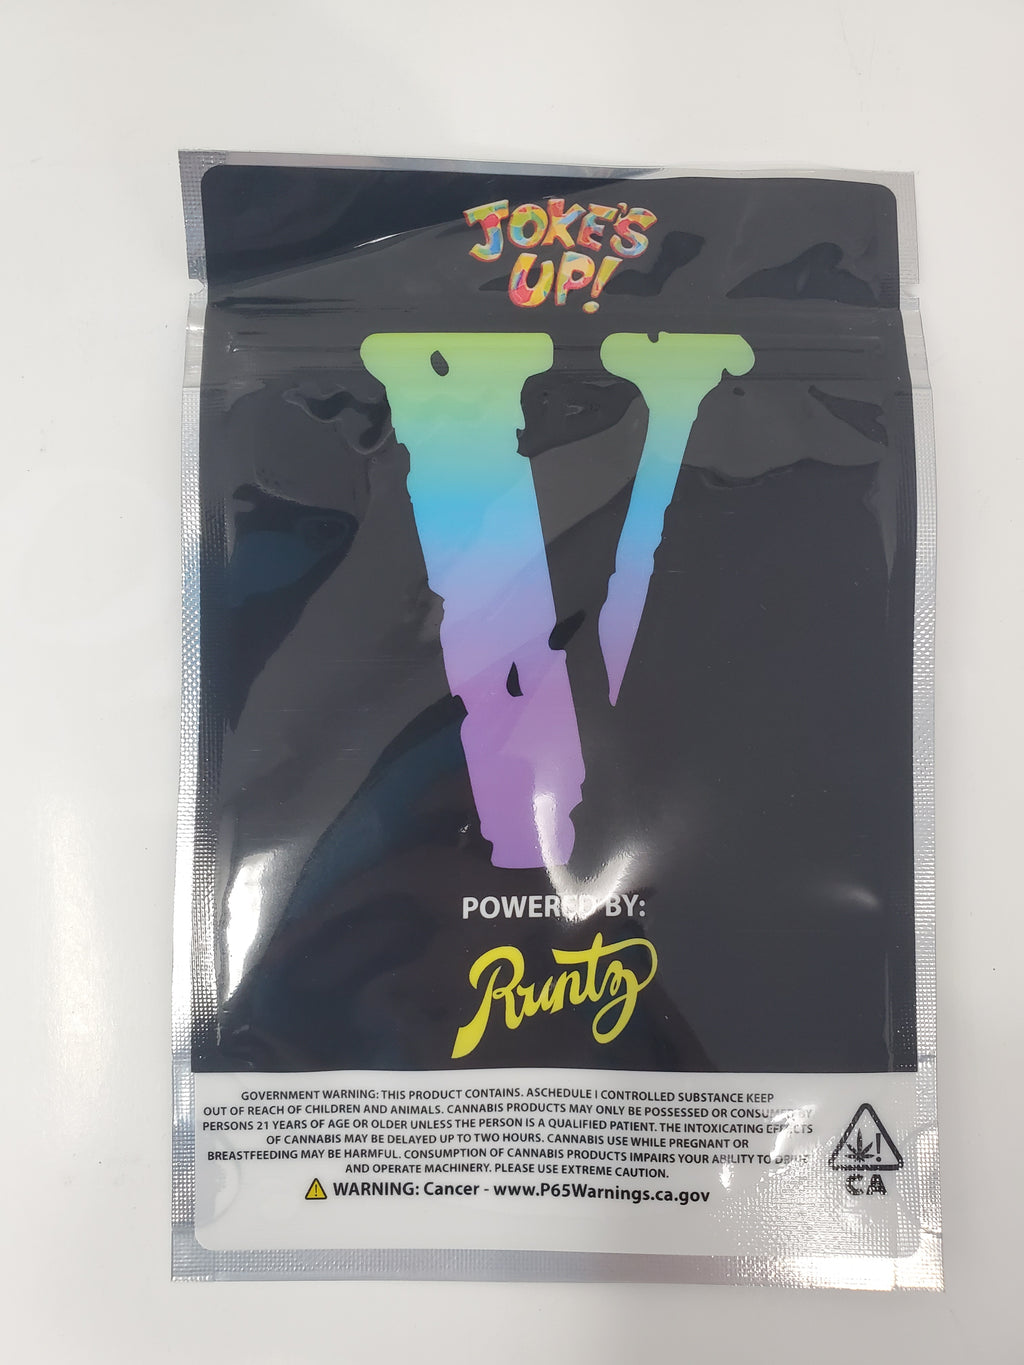 JOKE'S
UP!
V
POWERED BY:
Runtz
GOVERNMENT WARNING: THIS PRODUCT CONTAINS. ASCHEDULE I CONTROLLED SUBSTANCE KEEP
OUT OF REACH OF CHILDREN AND ANIMALS. CANNABIS PRODUCTS MAY ONLY BE POSSESSED OR CONSUMED BY
PERSONS 21 YEARS OF AGE OR OLDER UNLESS THE PERSON IS A QUALIFIED PATIENT. THE INTOXICATING EFFECTS
OF CANNABIS MAY BE DELAYED UP TO TWO HOURS. CANNABIS USE WHILE PREGNANT OR
BREASTFEEDING MAY BE HARMFUL. CONSUMPTION OF CANNABIS PRODUCTS IMPAIRS YOUR ABILITY TO DRIVE
AND OPERATE MACHINERY. PLEASE USE EXTREME CAUTION.
WARNING: Cancer - www.P65Warnings.ca.gov
!
CA